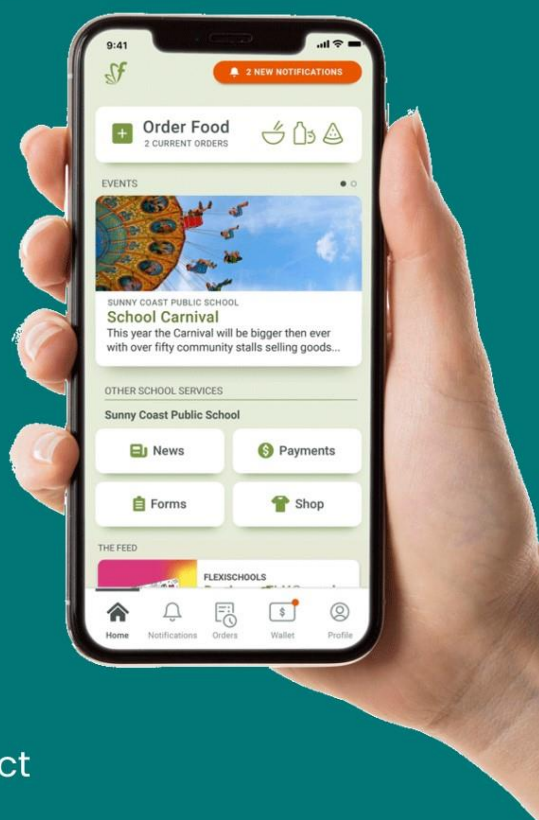 9:41
2 NEW NOTIFICATIONS
Order Food
2 CURRENT ORDERS
EVENTS
SUNNY COAST PUBLIC SCHOOL
School Carnival
This year the Carnival will be bigger then ever
with over fifty community stalls selling goods...
OTHER SCHOOL SERVICES
Sunny Coast Public School
News
Payments
Forms
Shop
THE FEED
FLEXISCHOOLS
Home
Notifications
Orders
Wallet
Profile
ct